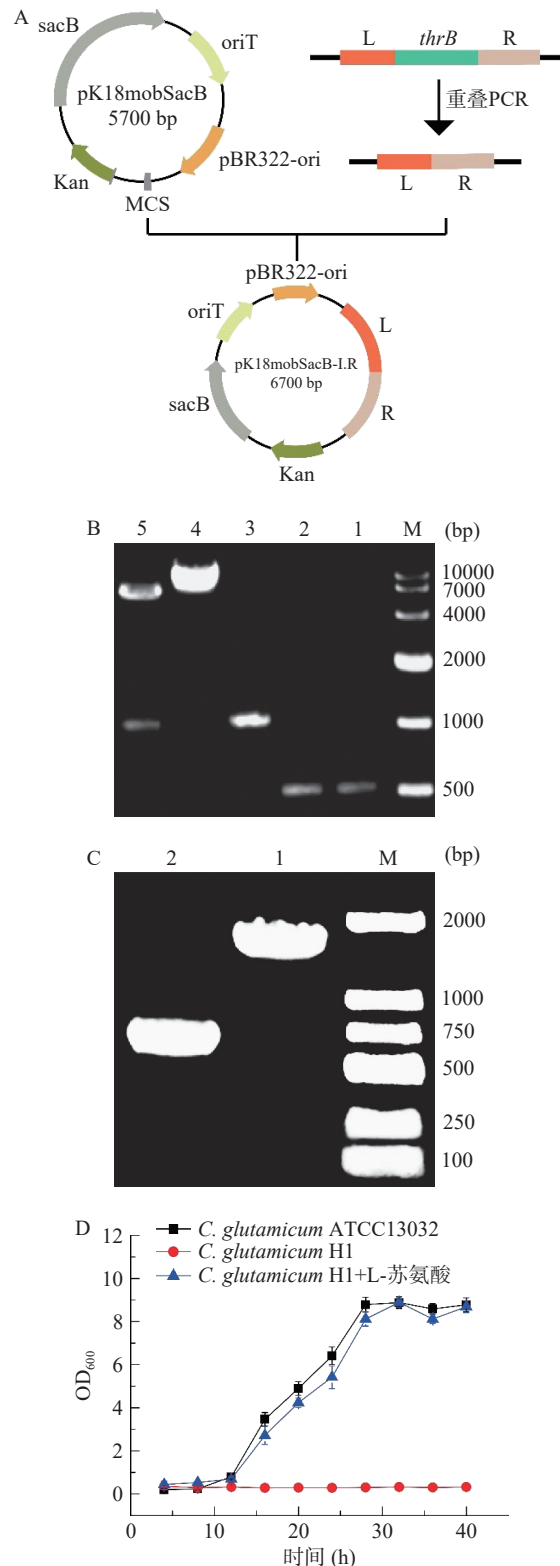 A
sacB
oriT
pK18mobSacB
5700 bp
Kan
MCS
pBR322-ori
L thrB R
重叠PCR
L R
pBR322-ori
oriT
L
pK18mobSacB-I.R
6700 bp
sacB
R
Kan
B 5 4 3 2 1 M (bp)
10000
7000
4000
2000
1000
500
C 2 1 M (bp)
2000
1000
750
500
250
100
D
C. glutamicum ATCC13032
C. glutamicum H1
C. glutamicum H1+L-苏氨酸
12
10
8
6
4
2
0
OD₆₀₀
0 10 20 30 40
时间 (h)